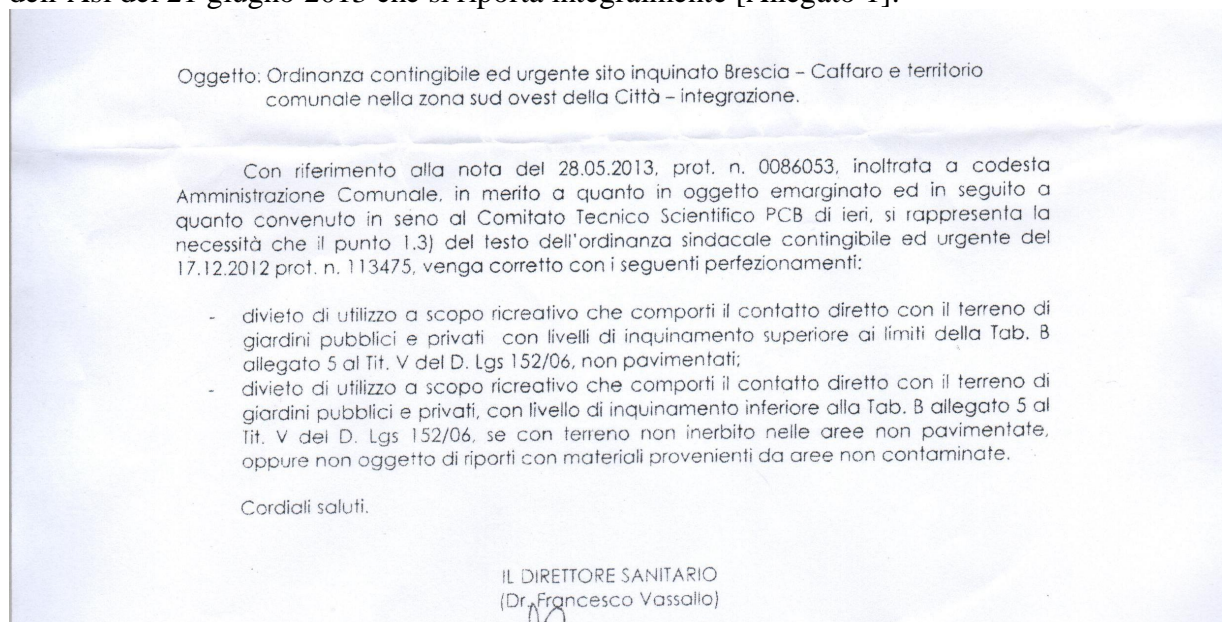 dell'Asl del 21 giugno 2013 che si riporta integralmente [Allegato 1].
Oggetto: Ordinanza contingibile ed urgente sito inquinato Brescia – Caffaro e territorio
comunale nella zona sud ovest della Città – integrazione.
Con riferimento alla nota del 28.05.2013, prot. n. 0086053, inoltrata a codesta
Amministrazione Comunale, in merito a quanto in oggetto emarginato ed in seguito a
quanto convenuto in seno al Comitato Tecnico Scientifico PCB di ieri, si rappresenta la
necessità che il punto 1.3) del testo dell'ordinanza sindacale contingibile ed urgente del
17.12.2012 prot. n. 113475, venga corretto con i seguenti perfezionamenti:
- divieto di utilizzo a scopo ricreativo che comporti il contatto diretto con il terreno di
giardini pubblici e privati con livelli di inquinamento superiore ai limiti della Tab. B
allegato 5 al Tit. V del D. Lgs 152/06, non pavimentati;
- divieto di utilizzo a scopo ricreativo che comporti il contatto diretto con il terreno di
giardini pubblici e privati, con livello di inquinamento inferiore alla Tab. B allegato 5 al
Tit. V del D. Lgs 152/06, se con terreno non inerbito nelle aree non pavimentate,
oppure non oggetto di riporti con materiali provenienti da aree non contaminate.
Cordiali saluti.
IL DIRETTORE SANITARIO
(Dr. Francesco Vassallo)